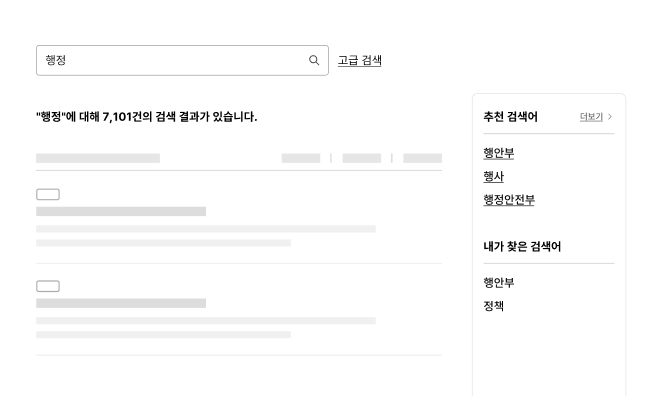 행정
고급 검색
"행정"에 대해 7,101건의 검색 결과가 있습니다.
추천 검색어
더보기
행안부
행사
행정안전부
내가 찾은 검색어
행안부
정책